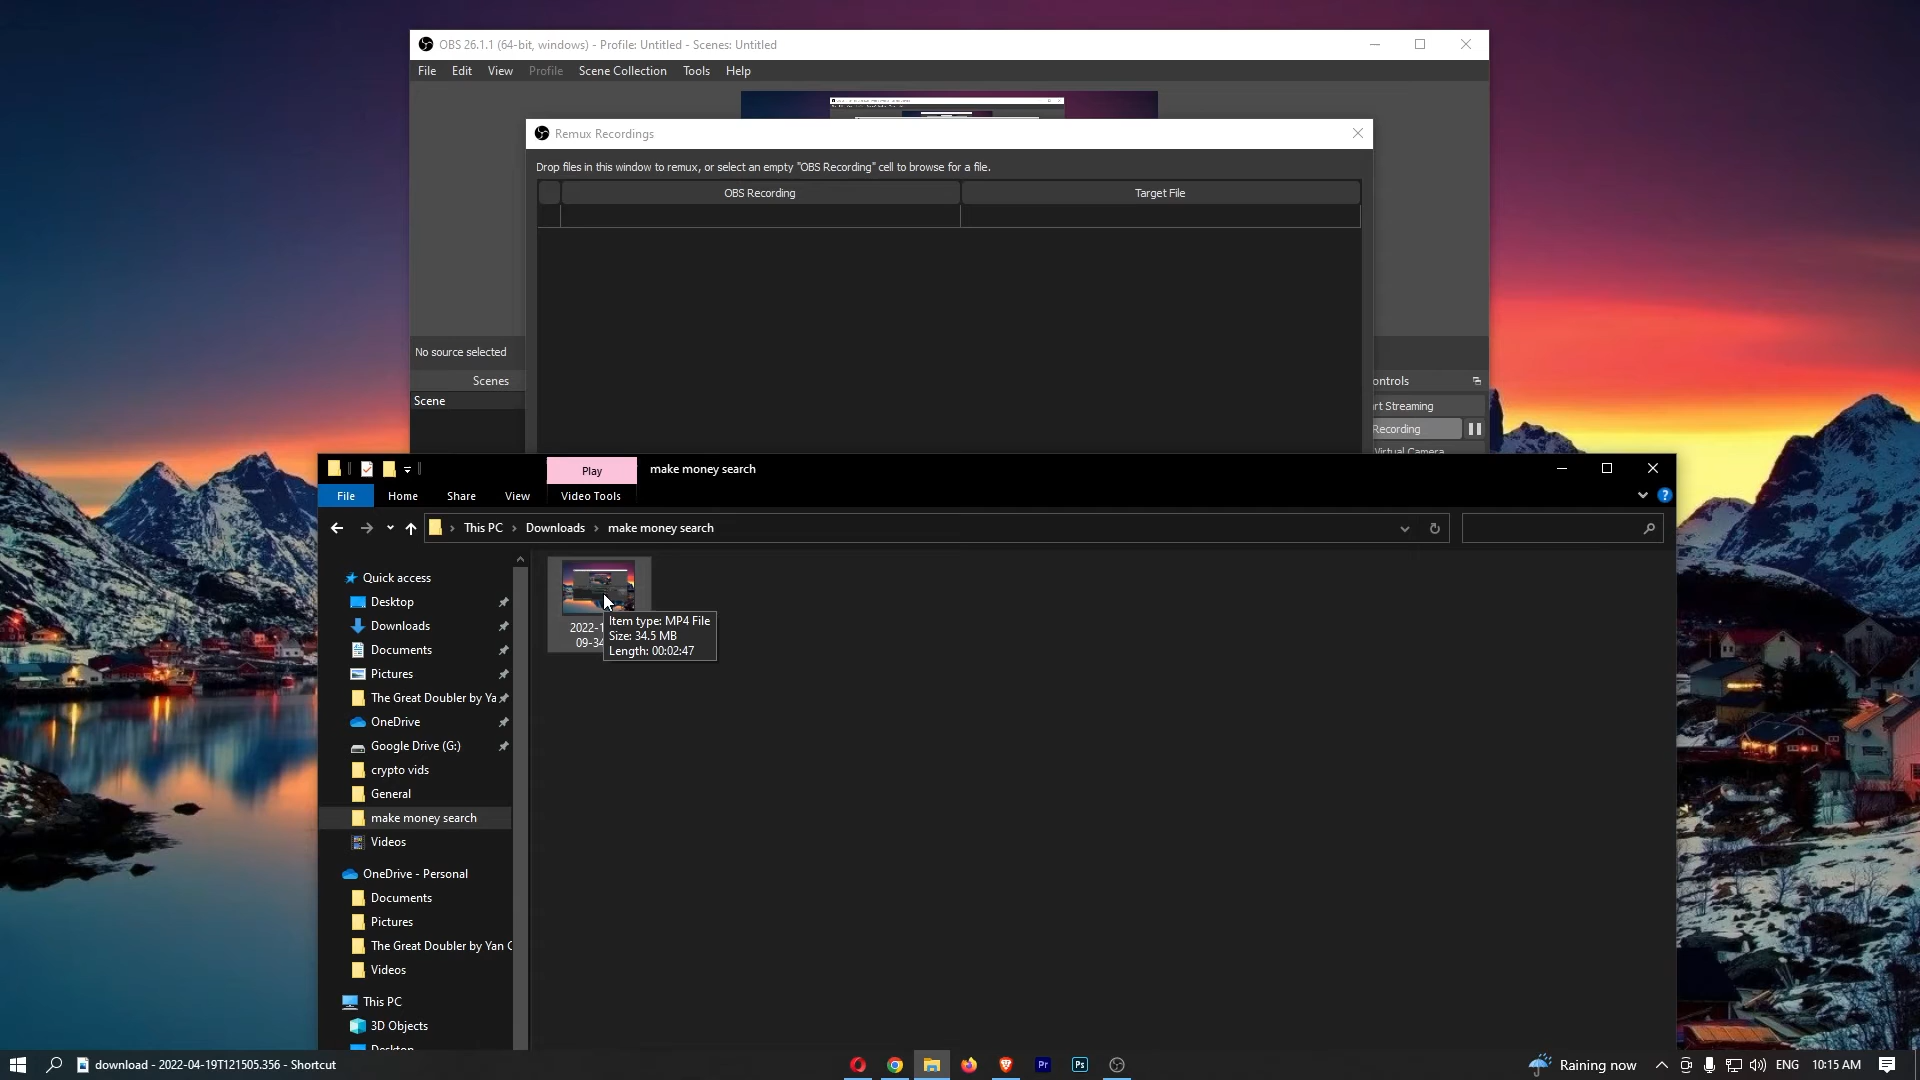 OBS 26.1.1 (64-bit, windows) - Profile: Untitled - Scenes: Untitled
File Edit View Profile Scene Collection Tools Help
Remux Recordings
Drop files in this window to remux, or select an empty "OBS Recording" cell to browse for a file.
OBS Recording Target File
No source selected
Scenes ontrols
Scene rt Streaming
Recording
Virtual Camera
Play make money search
File Home Share View Video Tools
This PC Downloads make money search
Quick access
Desktop
Downloads
Documents
Pictures
The Great Doubler by Ya
OneDrive
Google Drive (G:)
crypto vids
General
make money search
Videos
OneDrive - Personal
Documents
Pictures
The Great Doubler by Yan
Videos
This PC
3D Objects
Desktop
2022-1
09-34
Item type: MP4 File
Size: 34.5 MB
Length: 00:02:47
download - 2022-04-19T121505.356 - Shortcut Pr Ps Raining now ENG 10:15 AM